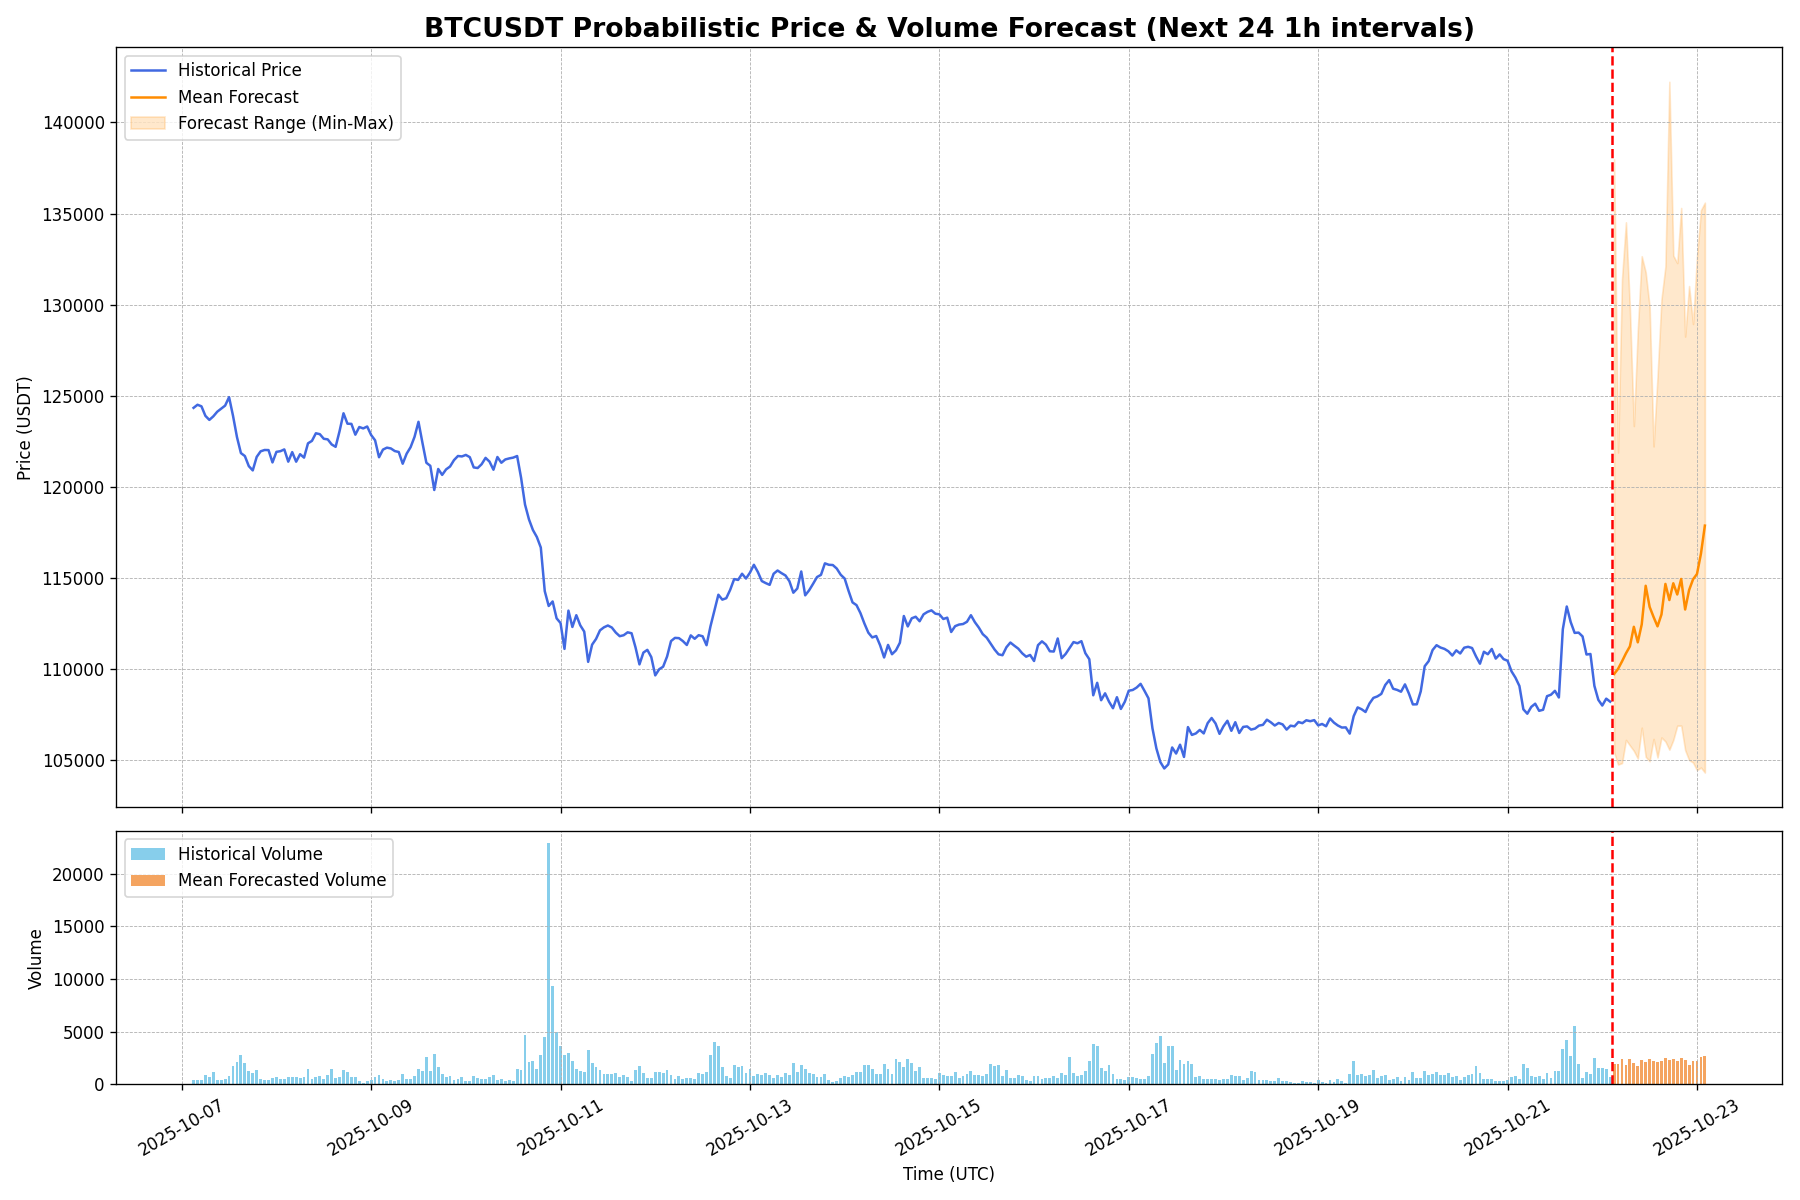 BTCUSDT Probabilistic Price & Volume Forecast (Next 24 1h intervals)
Historical Price
Mean Forecast
Forecast Range (Min-Max)
140000
135000
130000
125000
120000
115000
110000
105000
Price (USDT)
Historical Volume
Mean Forecasted Volume
20000
15000
10000
5000
0
Volume
2025-10-07
2025-10-09
2025-10-11
2025-10-13
2025-10-15
2025-10-17
2025-10-19
2025-10-21
2025-10-23
Time (UTC)